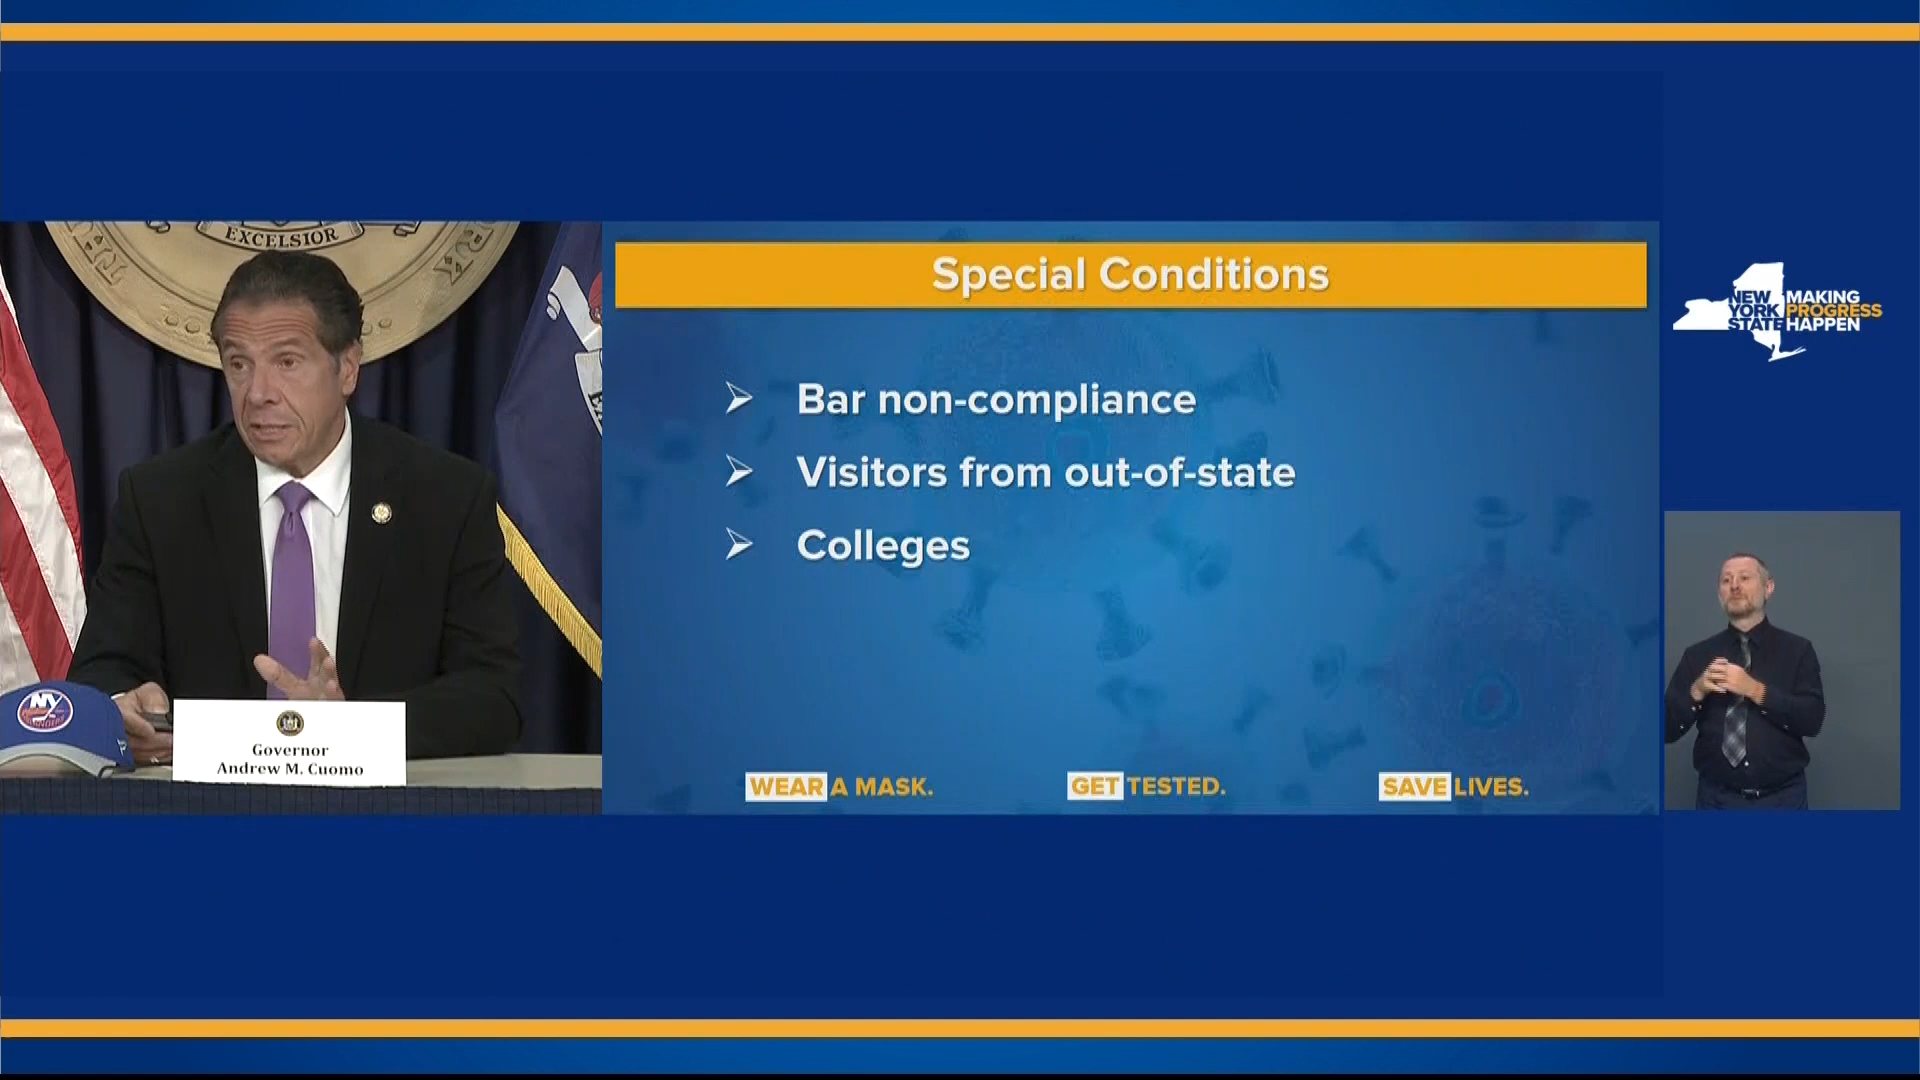 EXCELSIOR
NY
Governor
Andrew M. Cuomo
Special Conditions
Bar non-compliance
Visitors from out-of-state
Colleges
WEAR A MASK.
GET TESTED.
SAVE LIVES.
NEW
YORK
STATE
MAKING
PROGRESS
HAPPEN